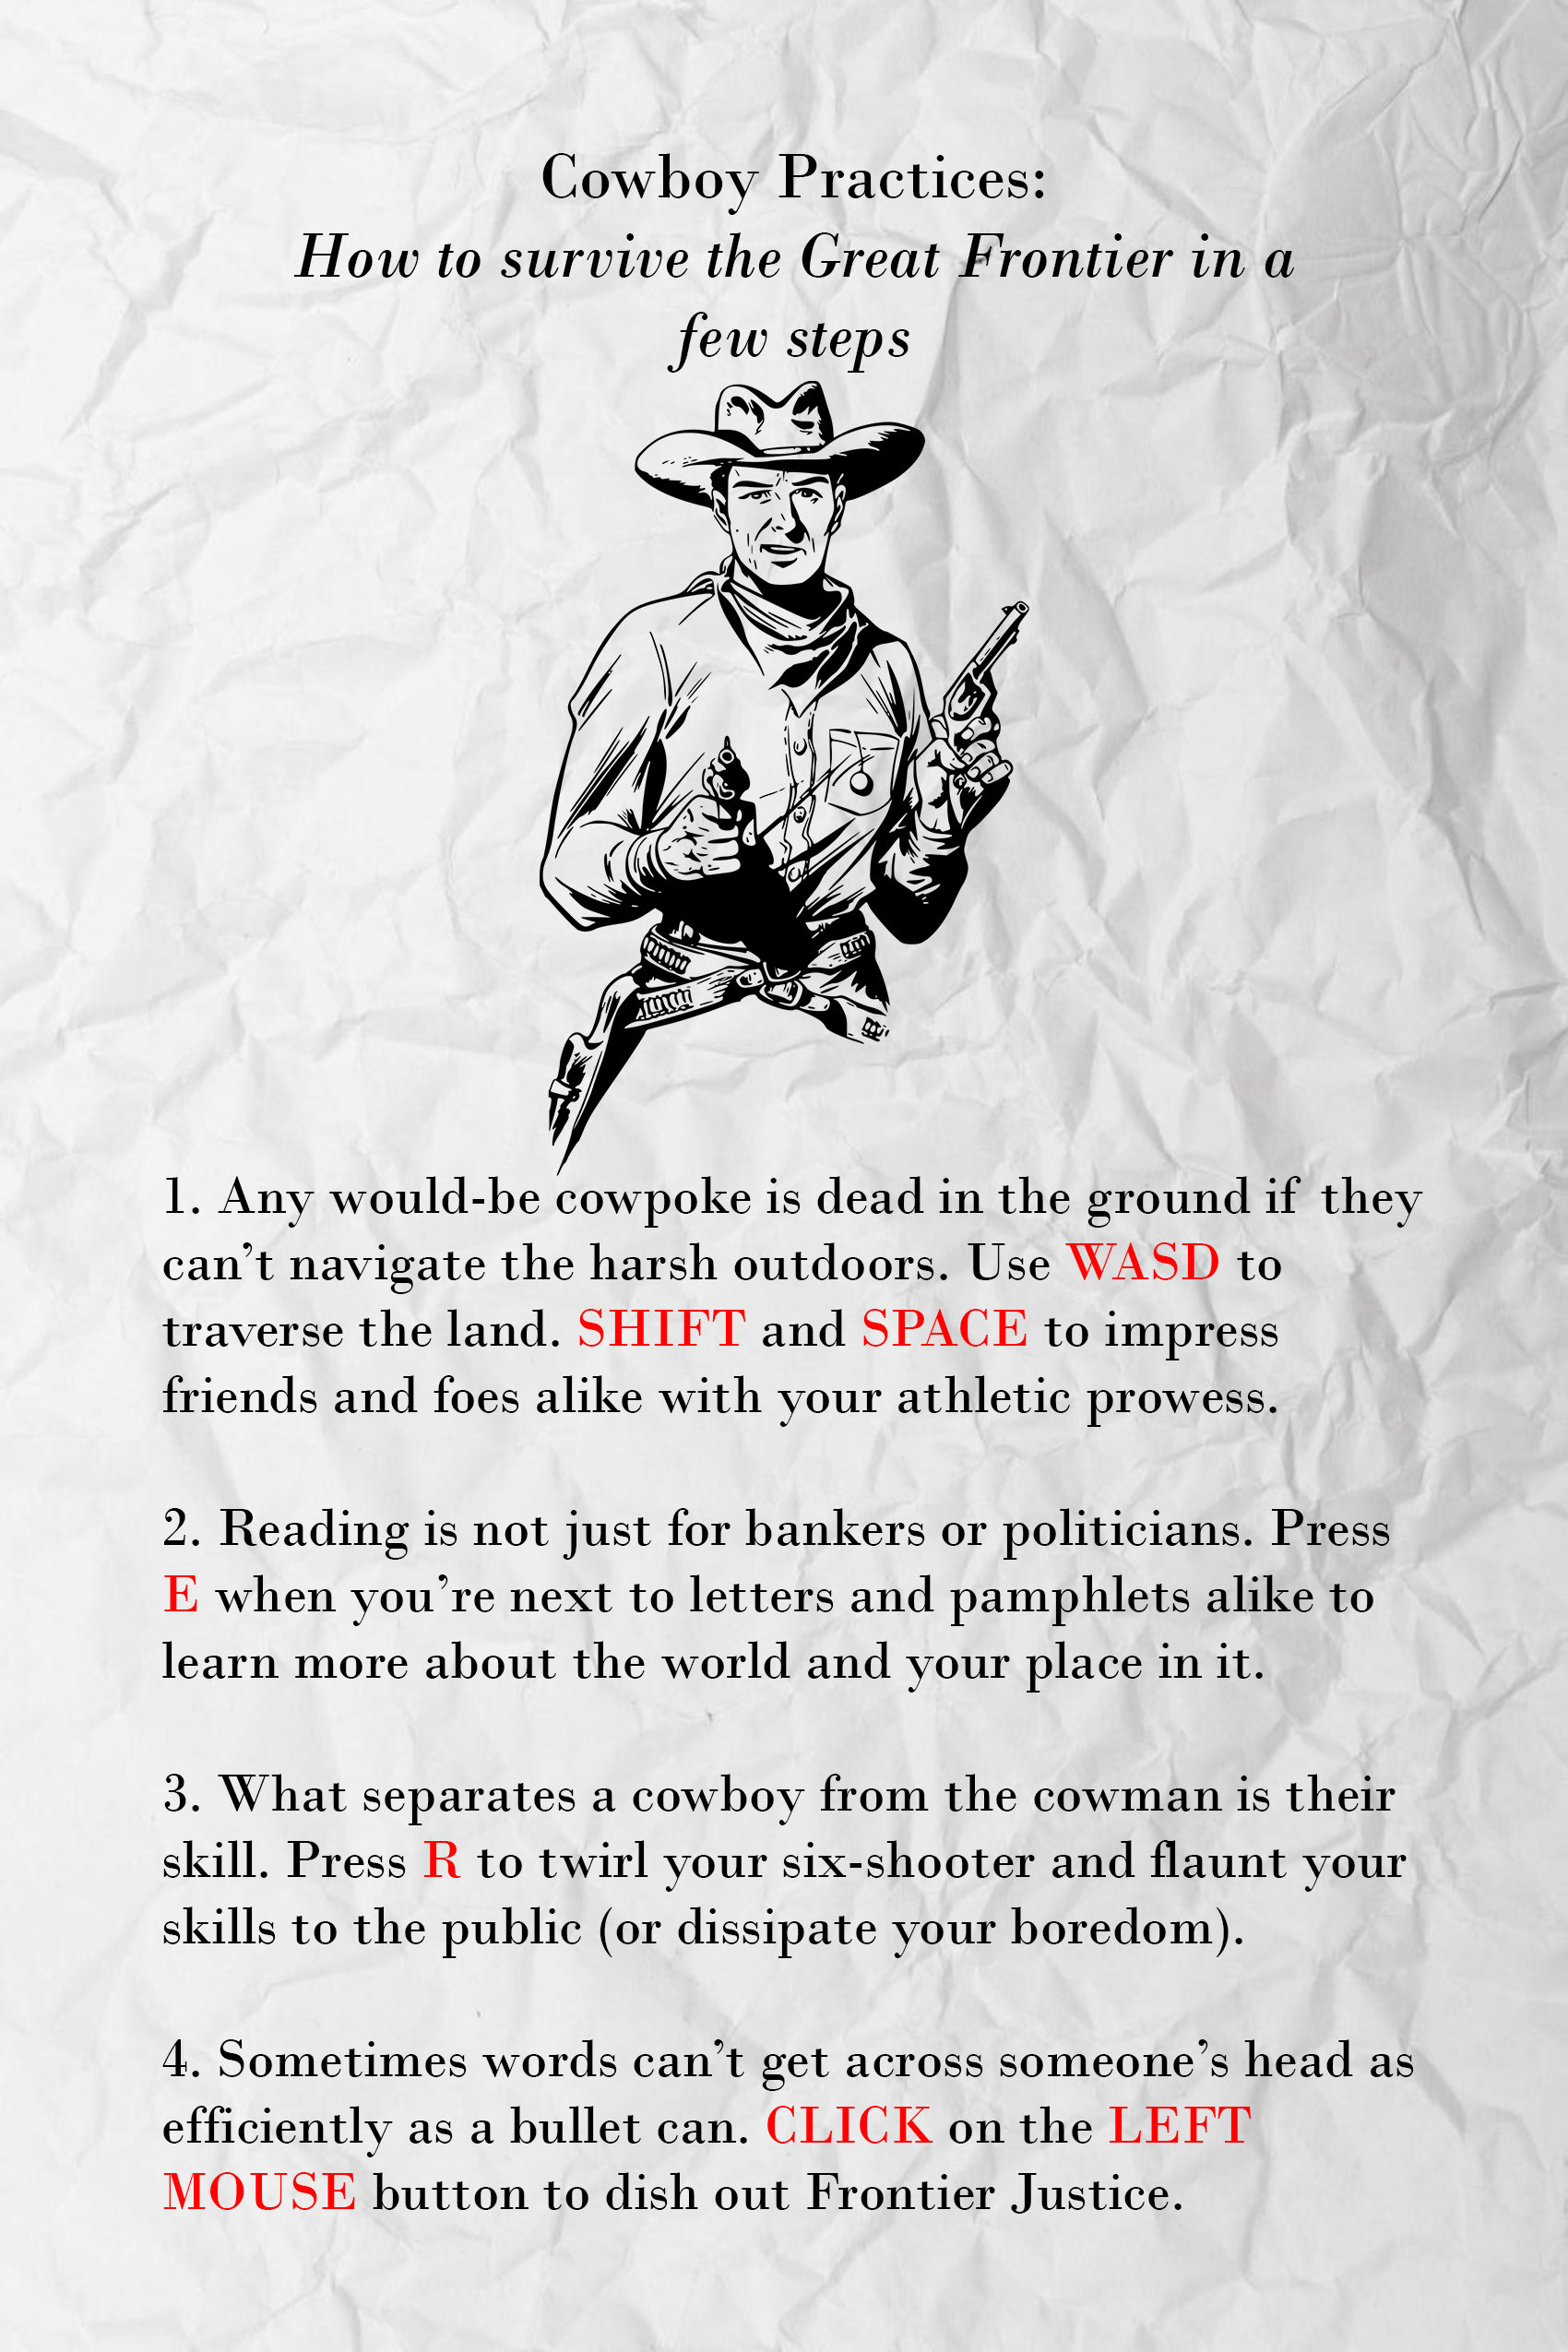 Cowboy Practices:
How to survive the Great Frontier in a
few steps
1. Any would-be cowpoke is dead in the ground if  they
can’t navigate the harsh outdoors. Use WASD to
traverse the land. SHIFT and SPACE to impress
friends and foes alike with your athletic prowess.
2. Reading is not just for bankers or politicians. Press
E when you’re next to letters and pamphlets alike to
learn more about the world and your place in it.
3. What separates a cowboy from the cowman is their
skill. Press R to twirl your six-shooter and flaunt your
skills to the public (or dissipate your boredom).
4. Sometimes words can’t get across someone’s head as
efficiently as a bullet can. CLICK on the LEFT
MOUSE button to dish out Frontier Justice.